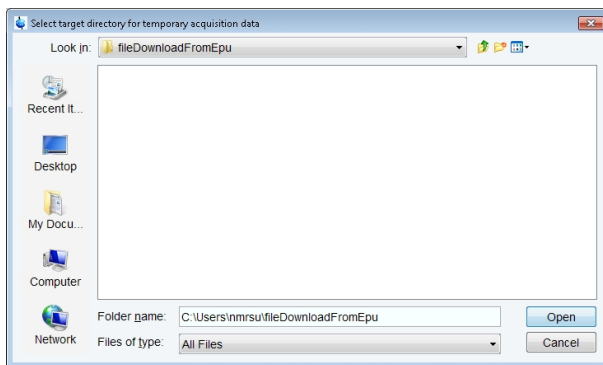 Select target directory for temporary acquisition data
Look in: fileDownloadFromEpu
Recent It...
Desktop
My Docu...
Computer
Network
Folder name: C:\Users\nmrsu\fileDownloadFromEpu Open
Files of type: All Files Cancel